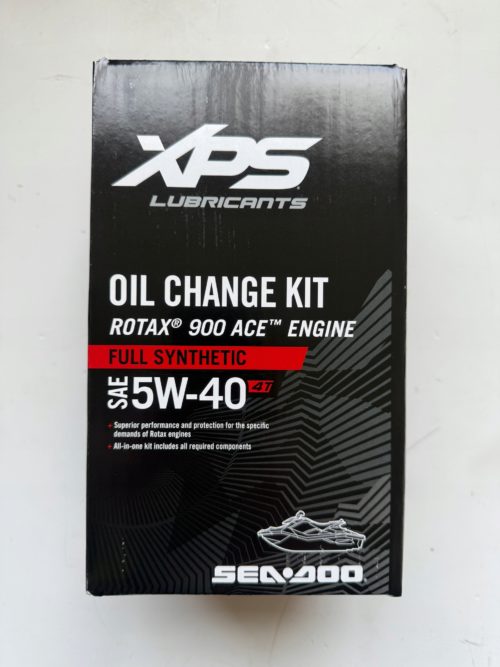 XPS
LUBRICANTS
OIL CHANGE KIT
ROTAX® 900 ACE™ ENGINE
FULL SYNTHETIC
SAE 5W-40 4T
+ Superior performance and protection for the specific
demands of Rotax engines
+ All-in-one kit includes all required components
SEA-DOO